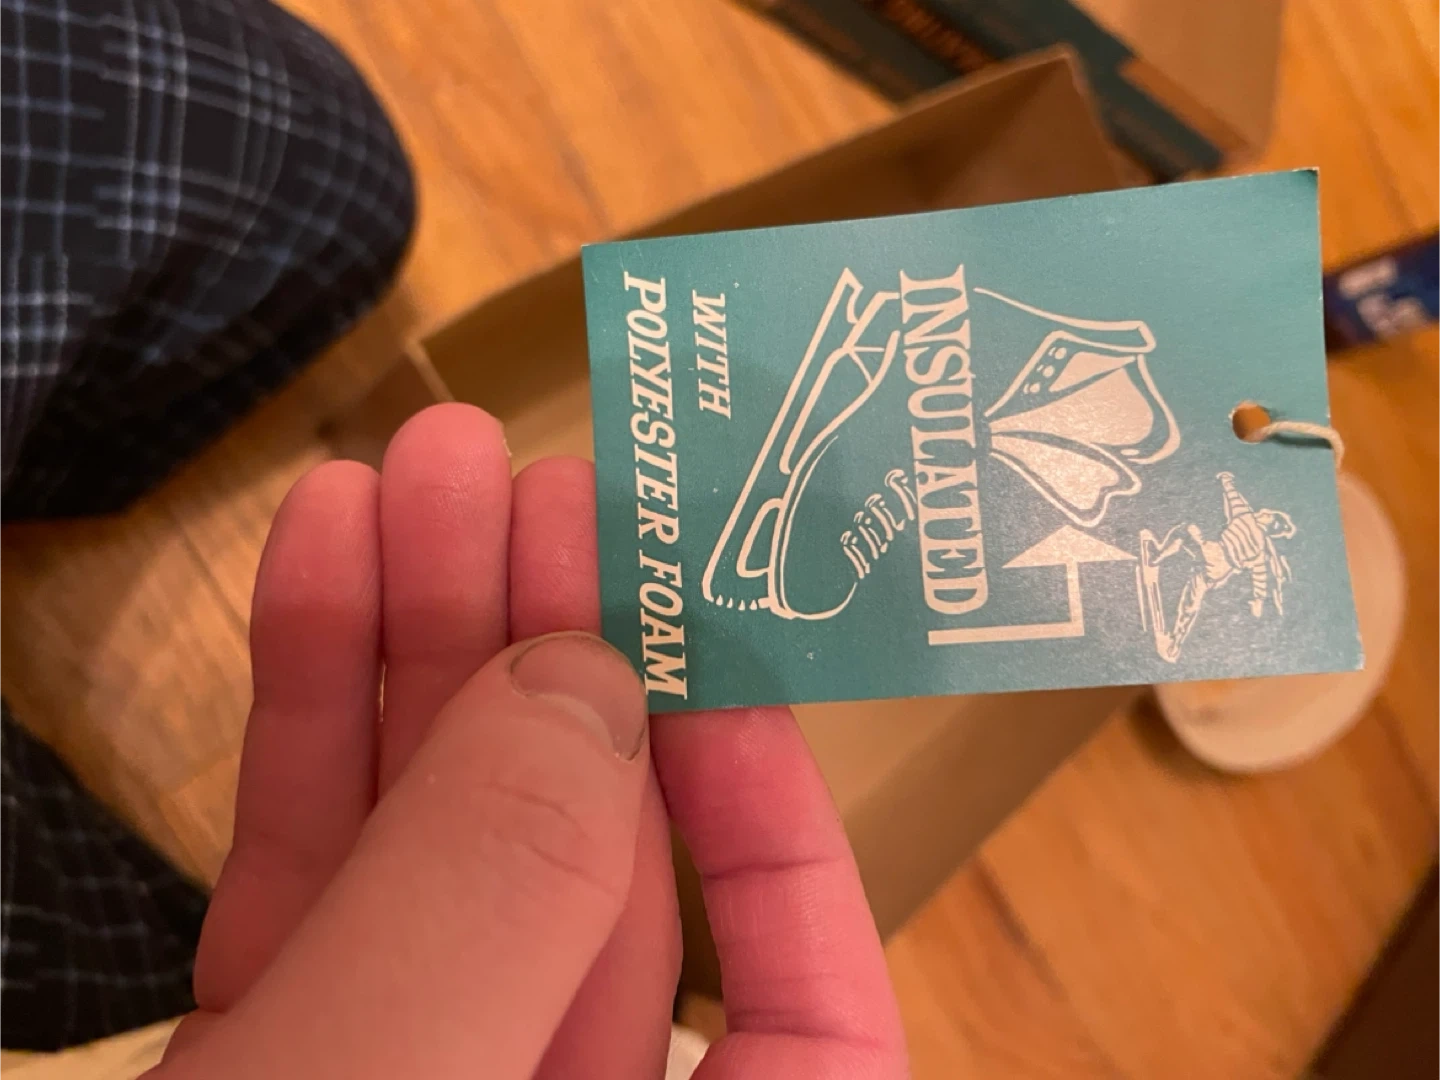 INSULATED
WITH
POLYESTER FOAM